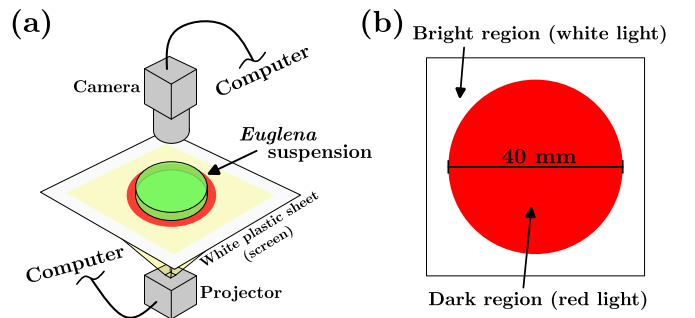 (a)
Computer
Camera
Euglena
suspension
White plastic sheet
(screen)
Computer
Projector
(b)
Bright region (white light)
40 mm
Dark region (red light)